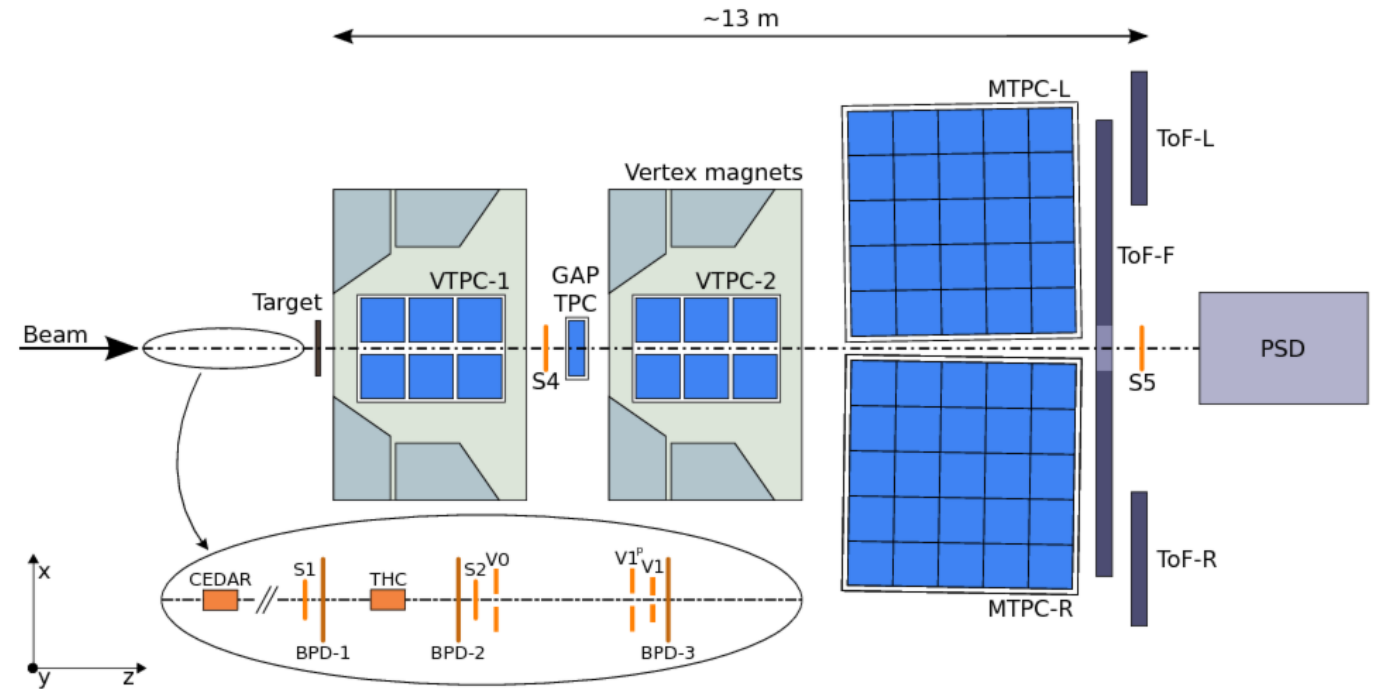 ~13 m
MTPC-L
ToF-L
Vertex magnets
ToF-F
VTPC-1
GAP
TPC
VTPC-2
Target
Beam
S4
S5
PSD
x
y
z
CEDAR
S1
BPD-1
THC
BPD-2
S2
V0
V1ᵖ
V1
BPD-3
MTPC-R
ToF-R